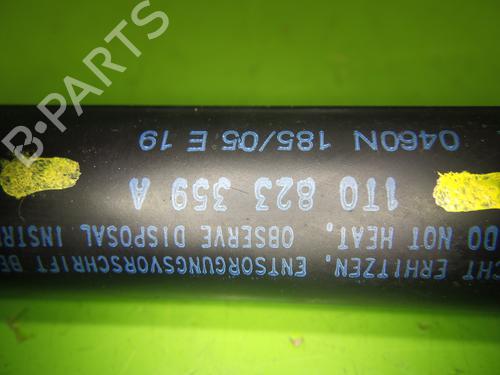 B-PARTS
CHT ERHITZEN, ENTSORGUNGSVORSCHRIFT BE
DO NOT HEAT, OBSERVE DISPOSAL INSTR
1T0 823 359 A
0460N 185/05 E 19